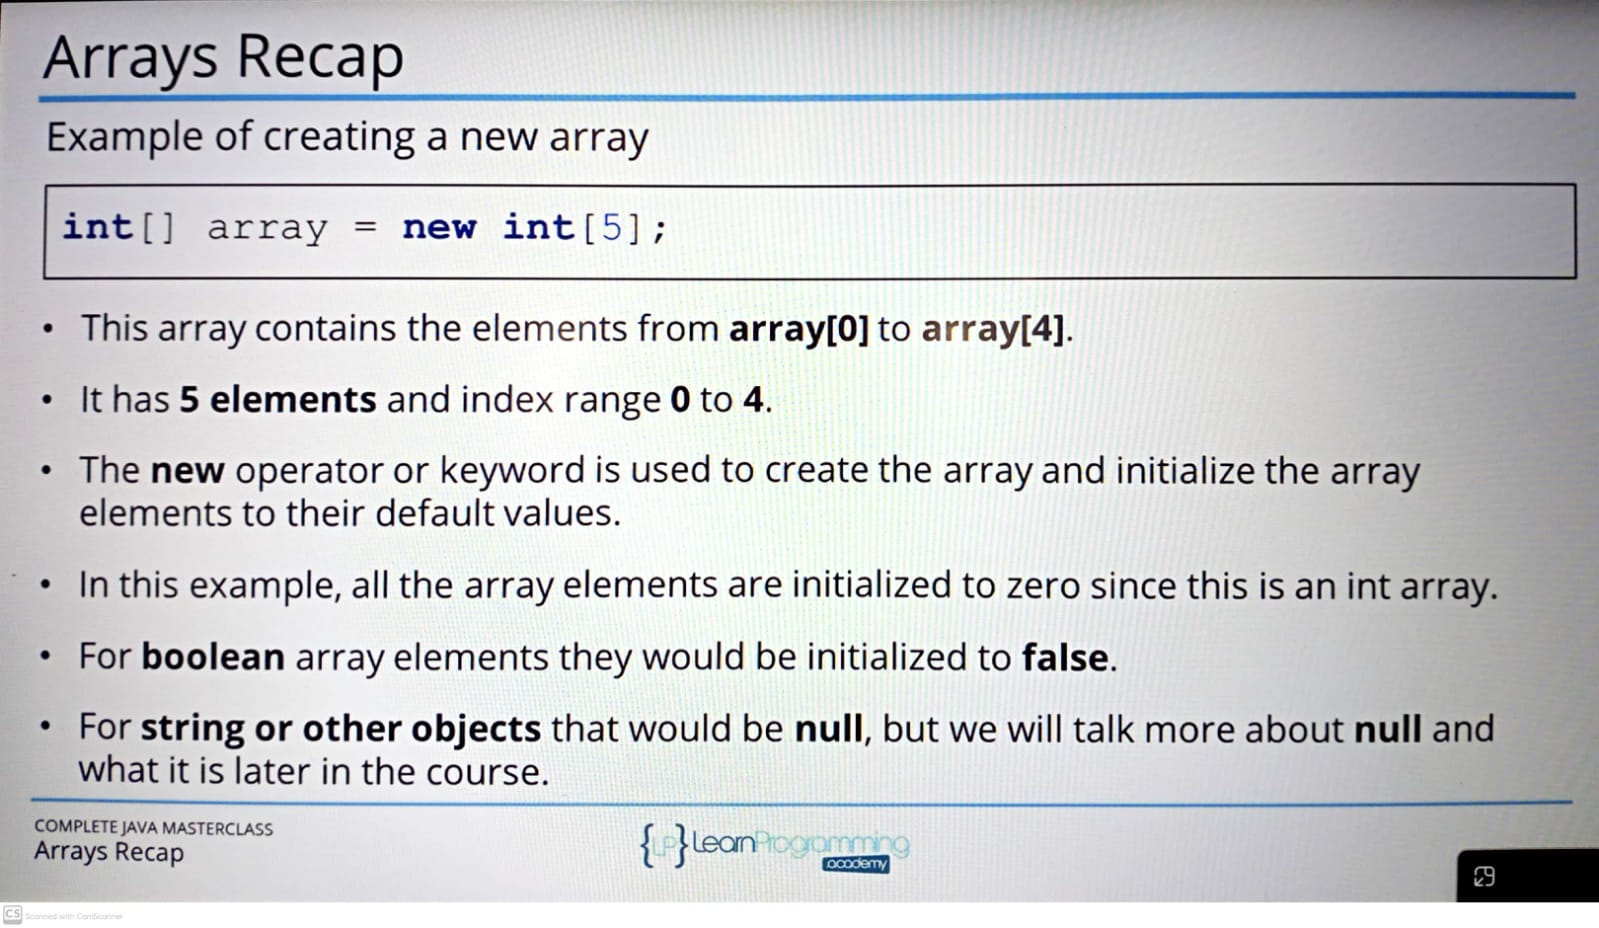 Arrays Recap
Example of creating a new array
int[] array = new int[5];
• This array contains the elements from array[0] to array[4].
• It has 5 elements and index range 0 to 4.
• The new operator or keyword is used to create the array and initialize the array
elements to their default values.
• In this example, all the array elements are initialized to zero since this is an int array.
• For boolean array elements they would be initialized to false.
• For string or other objects that would be null, but we will talk more about null and
what it is later in the course.
COMPLETE JAVA MASTERCLASS
Arrays Recap
{LP} LearnProgramming
academy
CS Scanned with CamScanner